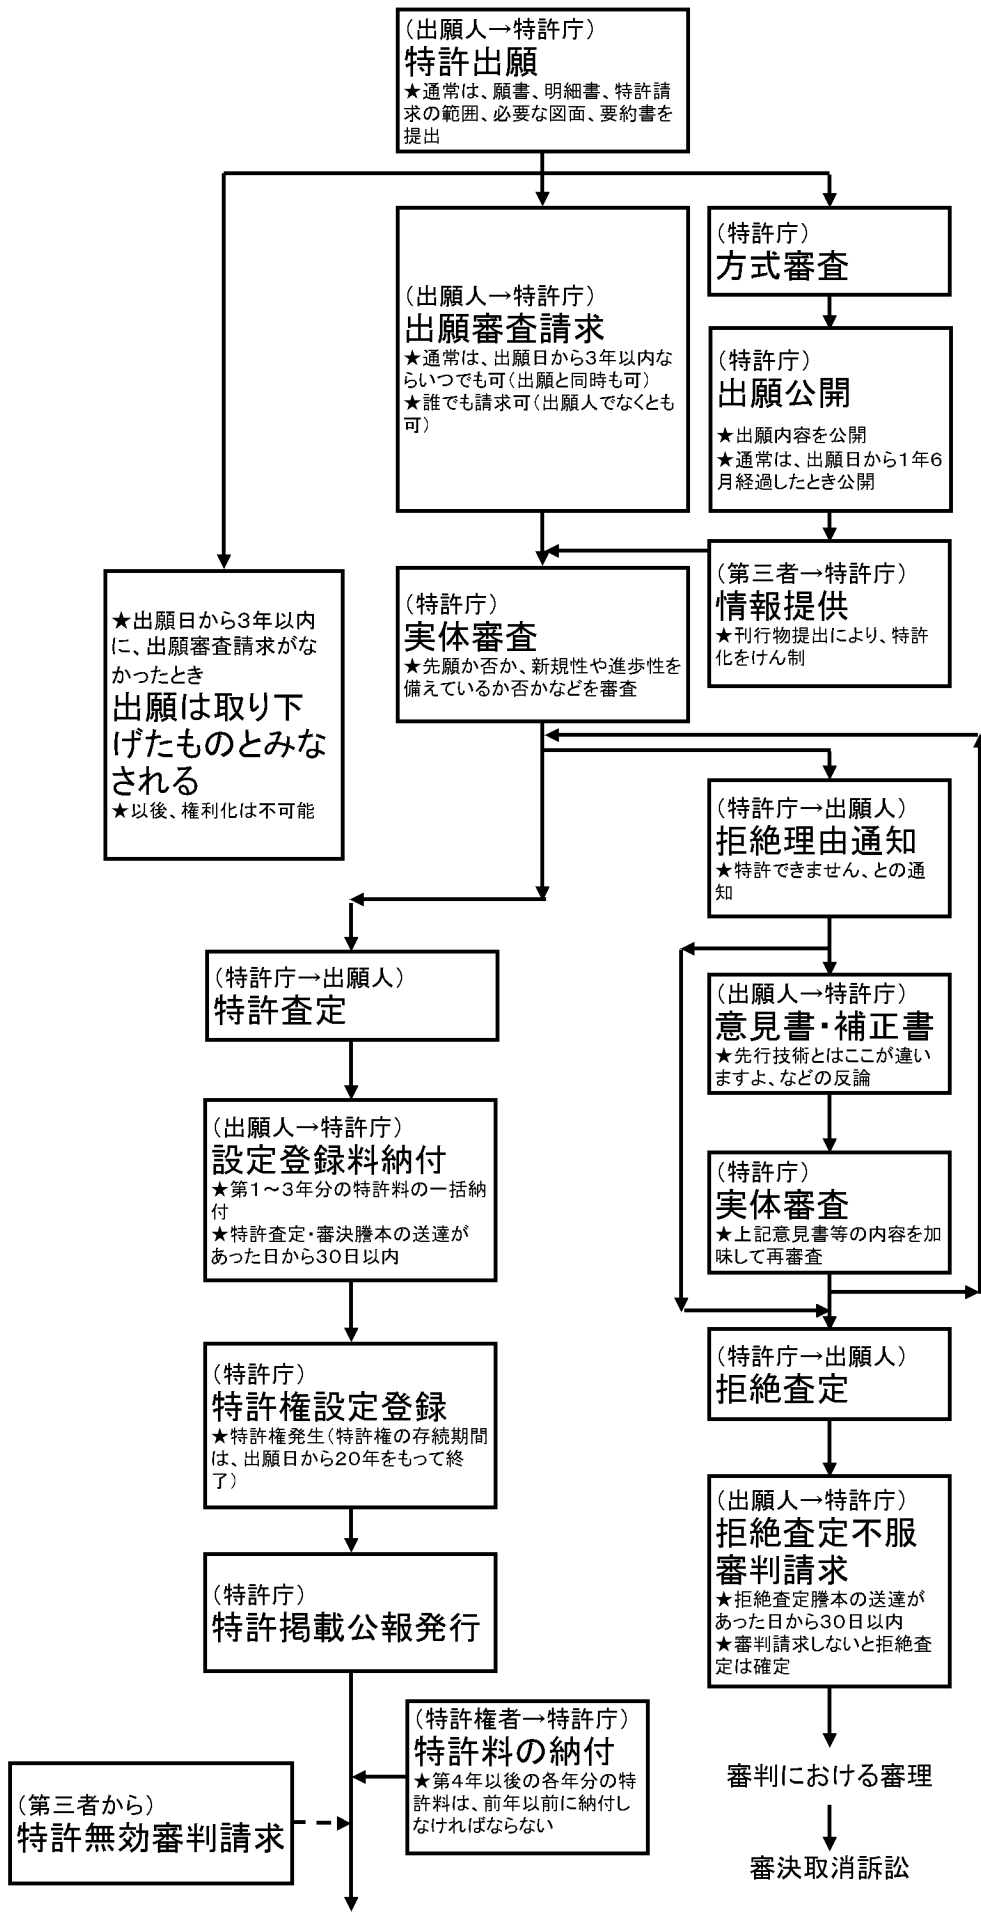 （出願人→特許庁）
特許出願
★通常は、願書、明細書、特許請
求の範囲、必要な図面、要約書を
提出
（特許庁）
方式審査
（出願人→特許庁）
出願審査請求
★通常は、出願日から３年以内な
らいつでも可（出願と同時も可）
★誰でも請求可（出願人でなくとも
可）
（特許庁）
出願公開
★出願内容を公開
★通常は、出願日から１年６
月経過したとき公開
（第三者→特許庁）
情報提供
★刊行物提出により、特許
化をけん制
★出願日から３年以内
に、出願審査請求がな
かったとき
出願は取り下
げたものとみな
される
★以後、権利化は不可能
（特許庁）
実体審査
★先願か否か、新規性や進歩性を
備えているか否かなどを審査
（特許庁→出願人）
拒絶理由通知
★特許できません、との通
知
（特許庁→出願人）
特許査定
（出願人→特許庁）
意見書・補正書
★先行技術とはここが違い
ますよ、などの反論
（出願人→特許庁）
設定登録料納付
★第１～３年分の特許料の一括納
付
★特許査定・審決謄本の送達が
あった日から３０日以内
（特許庁）
実体審査
★上記意見書等の内容を加
味して再審査
（特許庁→出願人）
拒絶査定
（特許庁）
特許権設定登録
★特許権発生（特許権の存続期間
は、出願日から２０年をもって終
了）
（出願人→特許庁）
拒絶査定不服
審判請求
★拒絶査定謄本の送達が
あった日から３０日以内
★審判請求しないと拒絶査
定は確定
（特許庁）
特許掲載公報発行
（特許権者→特許庁）
特許料の納付
★第４年以後の各年分の特
許料は、前年以前に納付し
なければならない
（第三者から）
特許無効審判請求
審判における審理
審決取消訴訟